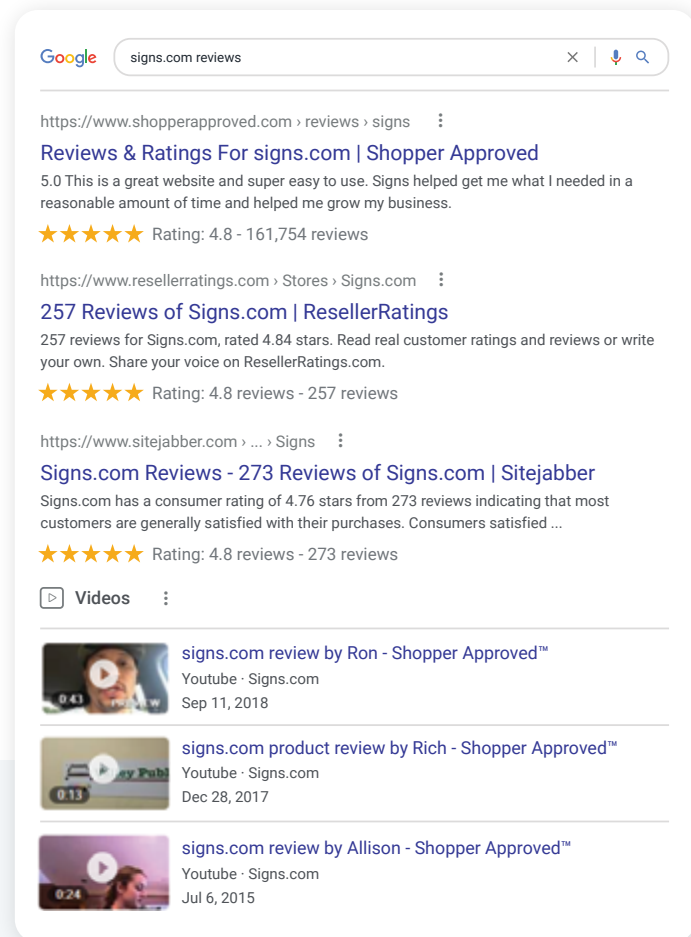 Google signs.com reviews
https://www.shopperapproved.com › reviews › signs
Reviews & Ratings For signs.com | Shopper Approved
5.0 This is a great website and super easy to use. Signs helped get me what I needed in a
reasonable amount of time and helped me grow my business.
Rating: 4.8 - 161,754 reviews
https://www.resellerratings.com › Stores › Signs.com
257 Reviews of Signs.com | ResellerRatings
257 reviews for Signs.com, rated 4.84 stars. Read real customer ratings and reviews or write
your own. Share your voice on ResellerRatings.com.
Rating: 4.8 reviews - 257 reviews
https://www.sitejabber.com › ... › Signs
Signs.com Reviews - 273 Reviews of Signs.com | Sitejabber
Signs.com has a consumer rating of 4.76 stars from 273 reviews indicating that most
customers are generally satisfied with their purchases. Consumers satisfied ...
Rating: 4.8 reviews - 273 reviews
Videos
signs.com review by Ron - Shopper Approved™
Youtube · Signs.com
0:43
Sep 11, 2018
signs.com product review by Rich - Shopper Approved™
Youtube · Signs.com
0:13
Dec 28, 2017
signs.com review by Allison - Shopper Approved™
Youtube · Signs.com
0:24
Jul 6, 2015